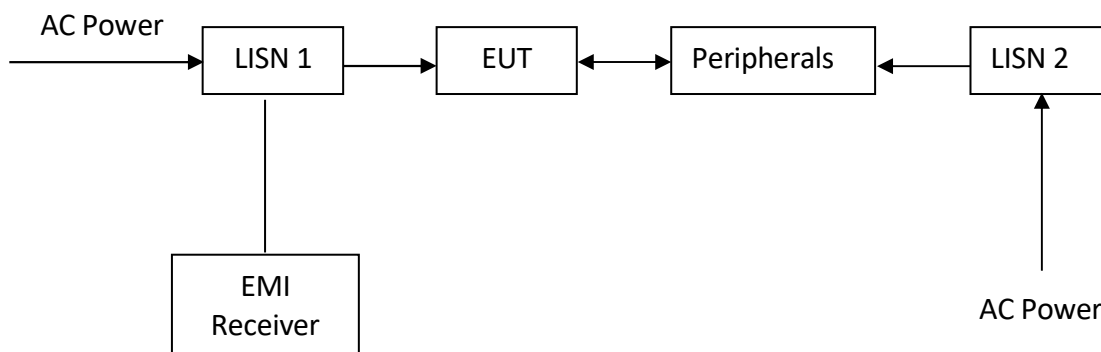 AC Power
LISN 1
EUT
Peripherals
LISN 2
EMI
Receiver
AC Power